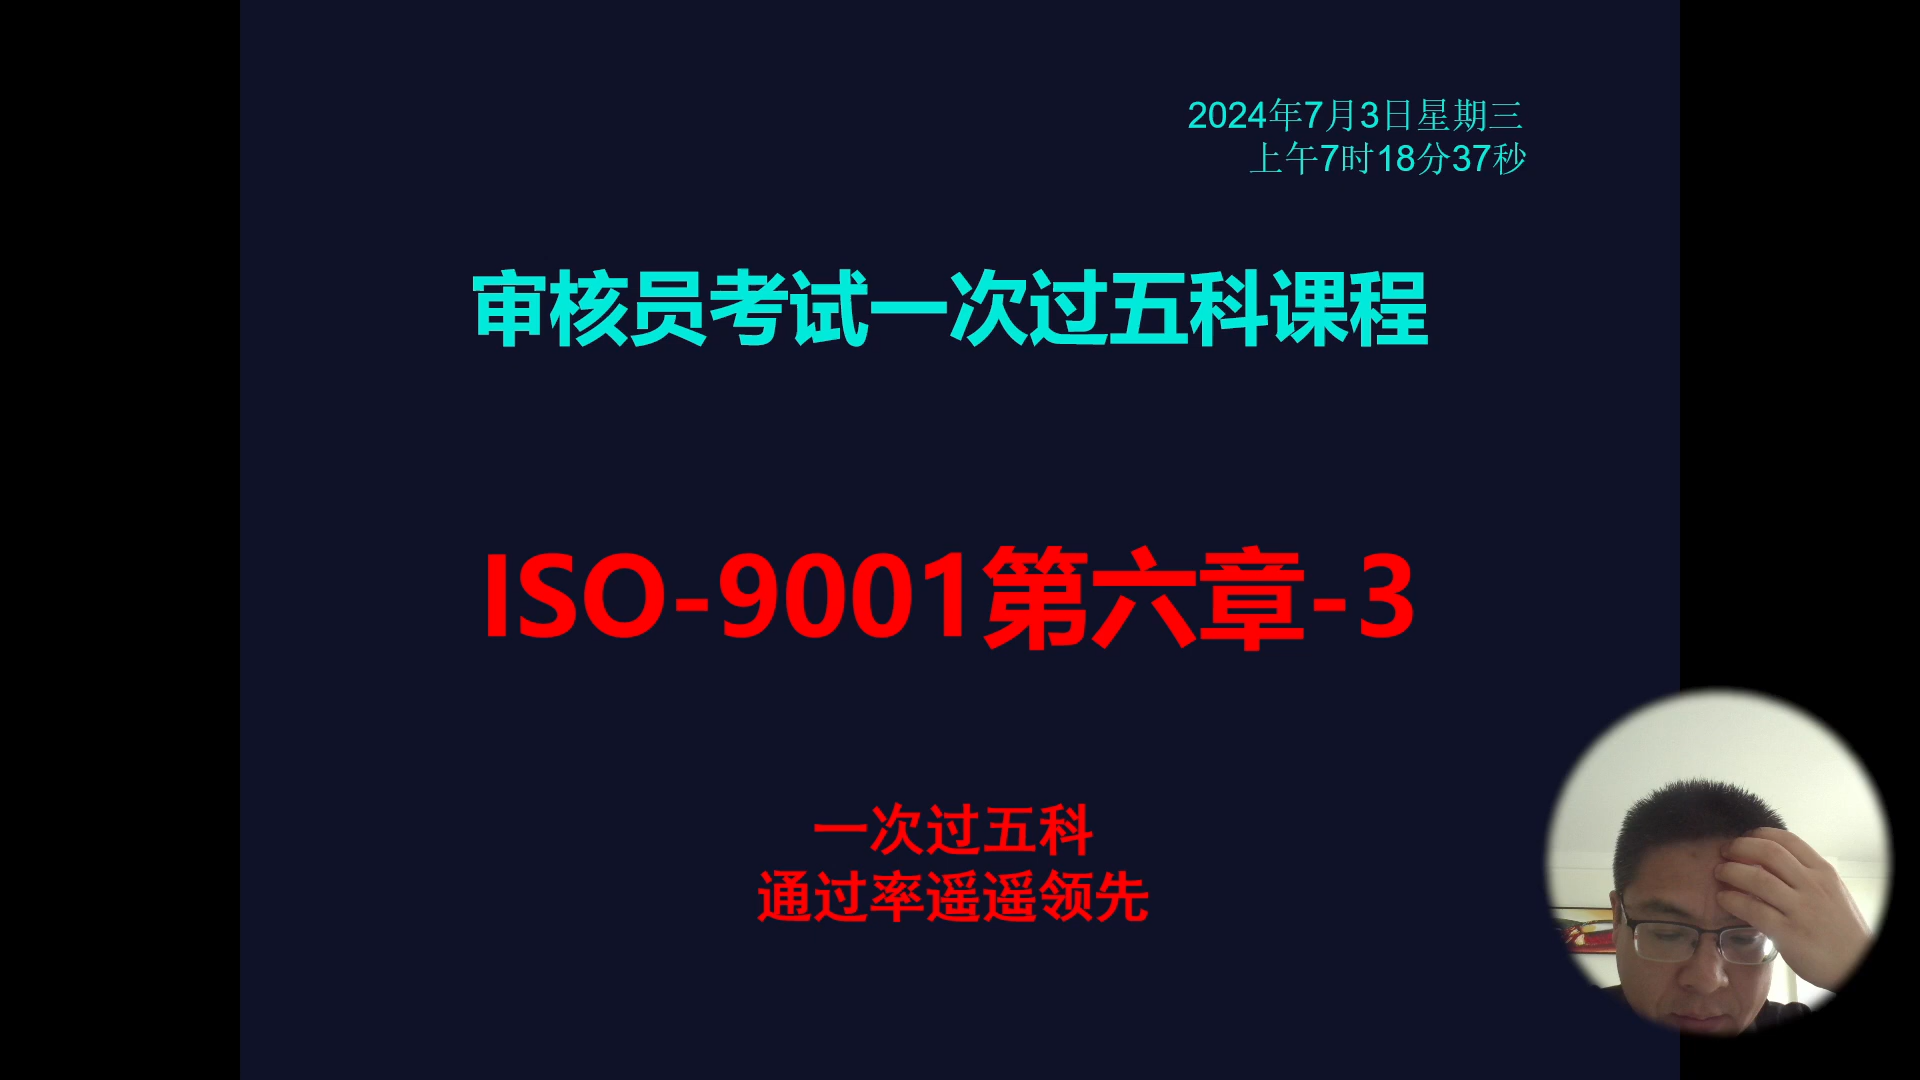 2024年7月3日星期三
上午7时18分37秒
审核员考试一次过五科课程
ISO-9001第六章-3
一次过五科
通过率遥遥领先